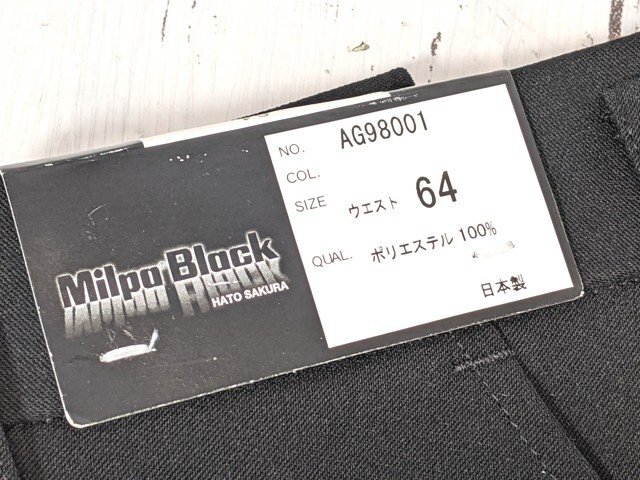 Milpa Black
HATO SAKURA
NO. AG98001
COL.
SIZE ウエスト 64
QUAL. ポリエステル 100%
日本製